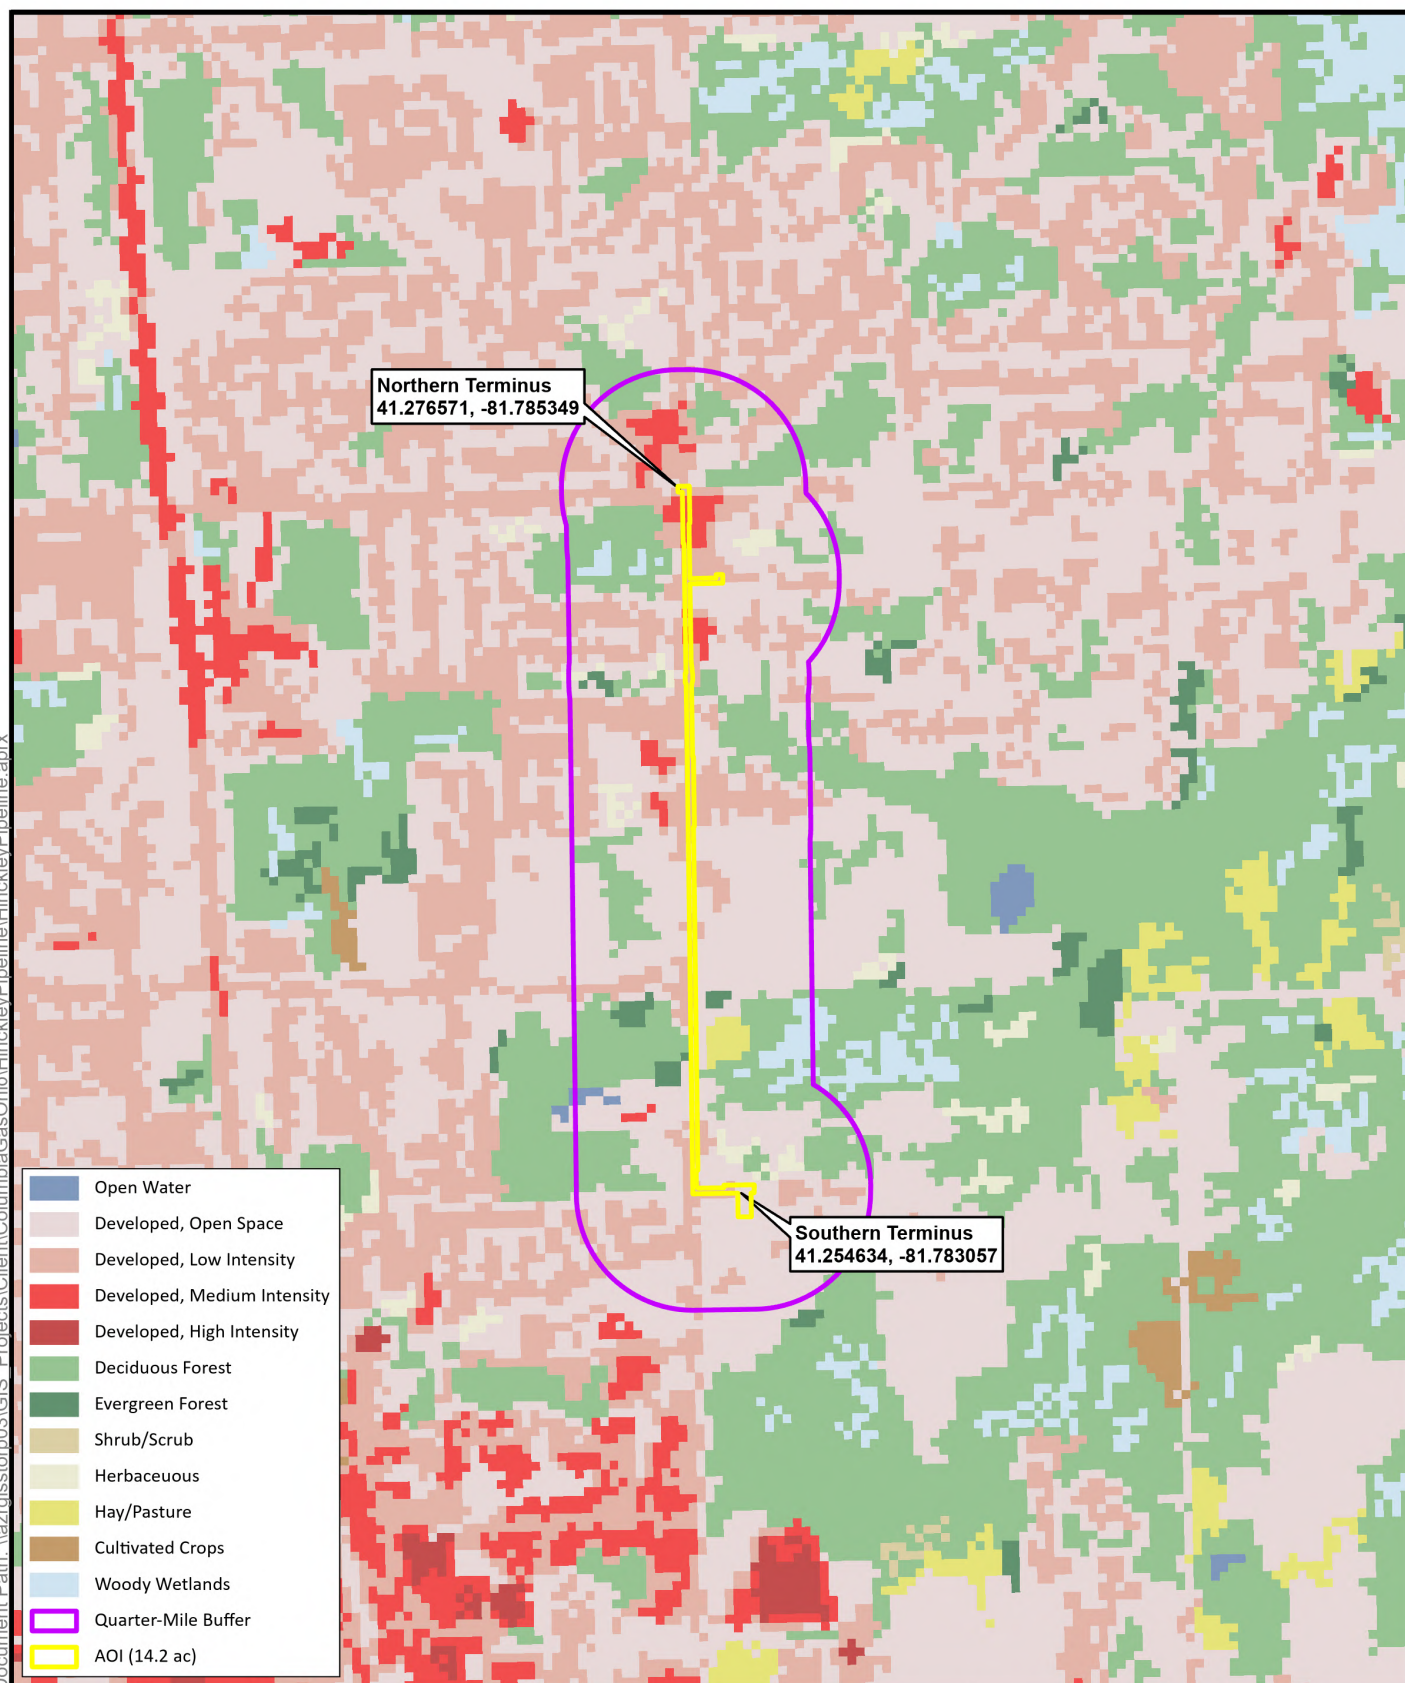 Northern Terminus
41.276571, -81.785349
Southern Terminus
41.254634, -81.783057
Open Water
Developed, Open Space
Developed, Low Intensity
Developed, Medium Intensity
Developed, High Intensity
Deciduous Forest
Evergreen Forest
Shrub/Scrub
Herbaceuous
Hay/Pasture
Cultivated Crops
Woody Wetlands
Quarter-Mile Buffer
AOI (14.2 ac)